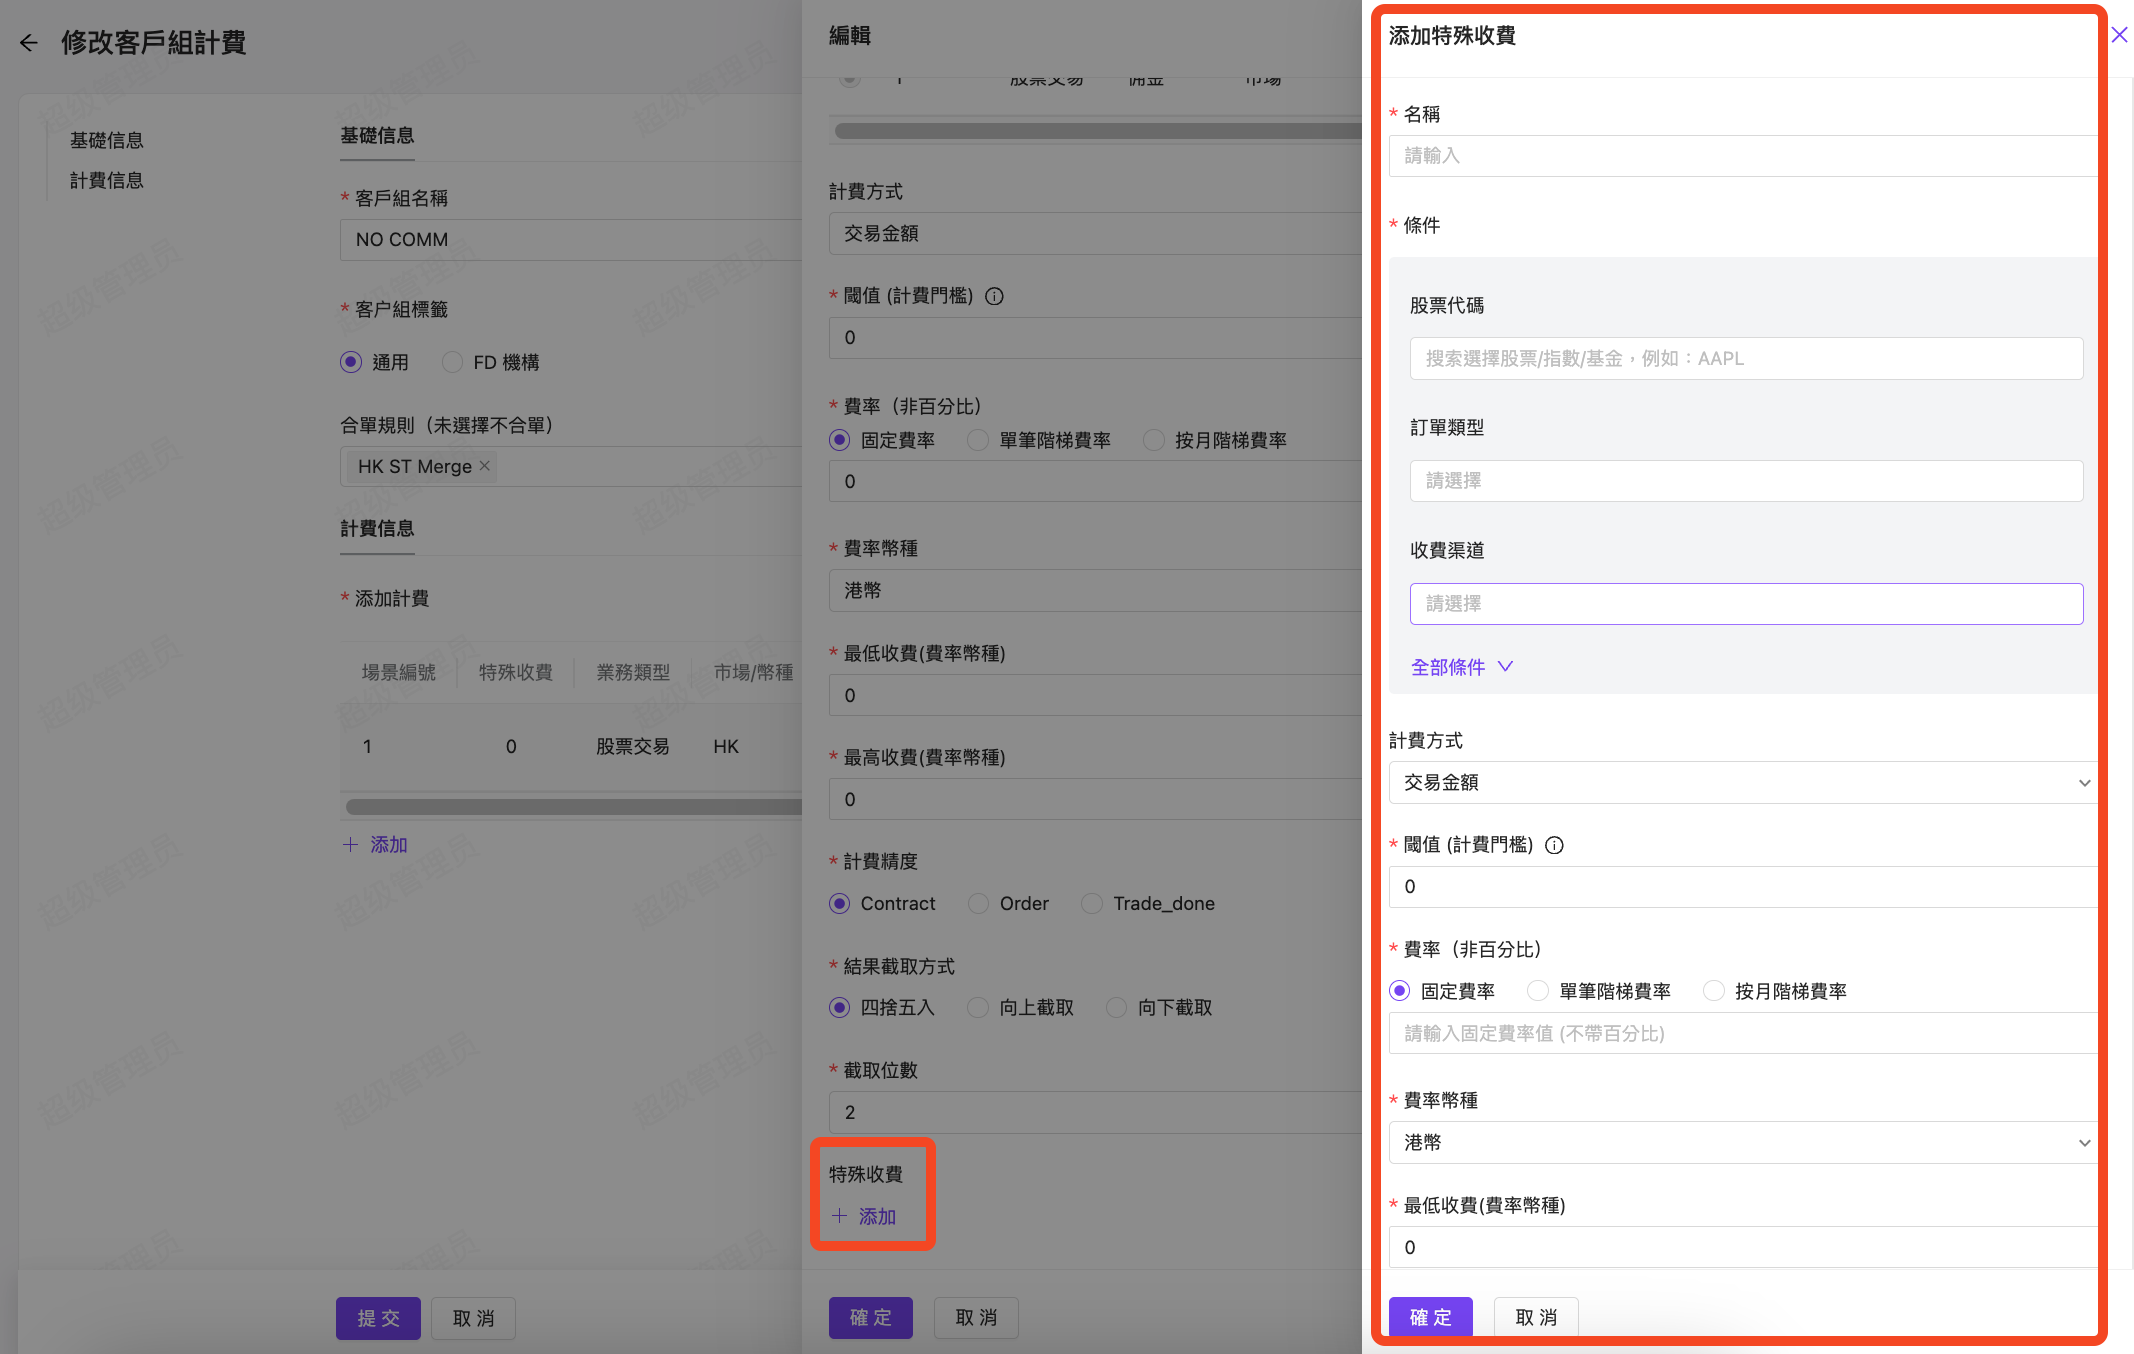 修改客戶組計費
基礎信息
計費信息
基礎信息
* 客戶組名稱
NO COMM
* 客户組標籤
通用
FD 機構
合單規則（未選擇不合單）
HK ST Merge
計費信息
* 添加計費
場景編號 特殊收費 業務類型 市場/幣種
1 0 股票交易 HK
添加
提 交
取 消
編輯
1 股票交易 佣金 市場
計費方式
交易金額
* 閾值 (計費門檻)
0
* 費率（非百分比）
固定費率 單筆階梯費率 按月階梯費率
0
* 費率幣種
港幣
* 最低收費(費率幣種)
0
* 最高收費(費率幣種)
0
* 計費精度
Contract Order Trade_done
* 結果截取方式
四捨五入 向上截取 向下截取
* 截取位數
2
特殊收費
添加
確 定
取 消
添加特殊收費
* 名稱
請輸入
* 條件
股票代碼
搜索選擇股票/指數/基金，例如：AAPL
訂單類型
請選擇
收費渠道
請選擇
全部條件
計費方式
交易金額
* 閾值 (計費門檻)
0
* 費率（非百分比）
固定費率 單筆階梯費率 按月階梯費率
請輸入固定費率值 (不帶百分比)
* 費率幣種
港幣
* 最低收費(費率幣種)
0
確 定
取 消
超级管理员